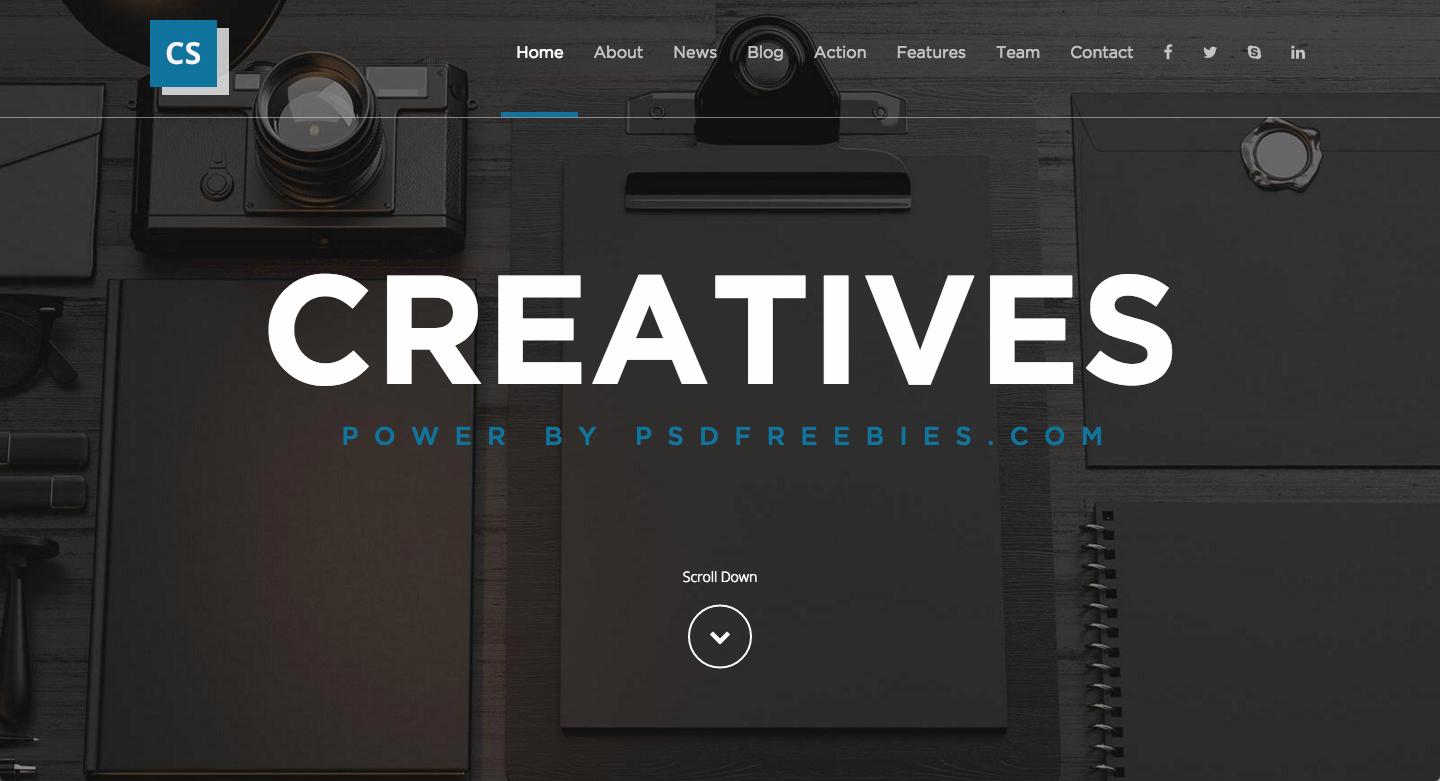 CS
Home About News Blog Action Features Team Contact
CREATIVES
POWER BY PSDFREEBIES.COM
Scroll Down